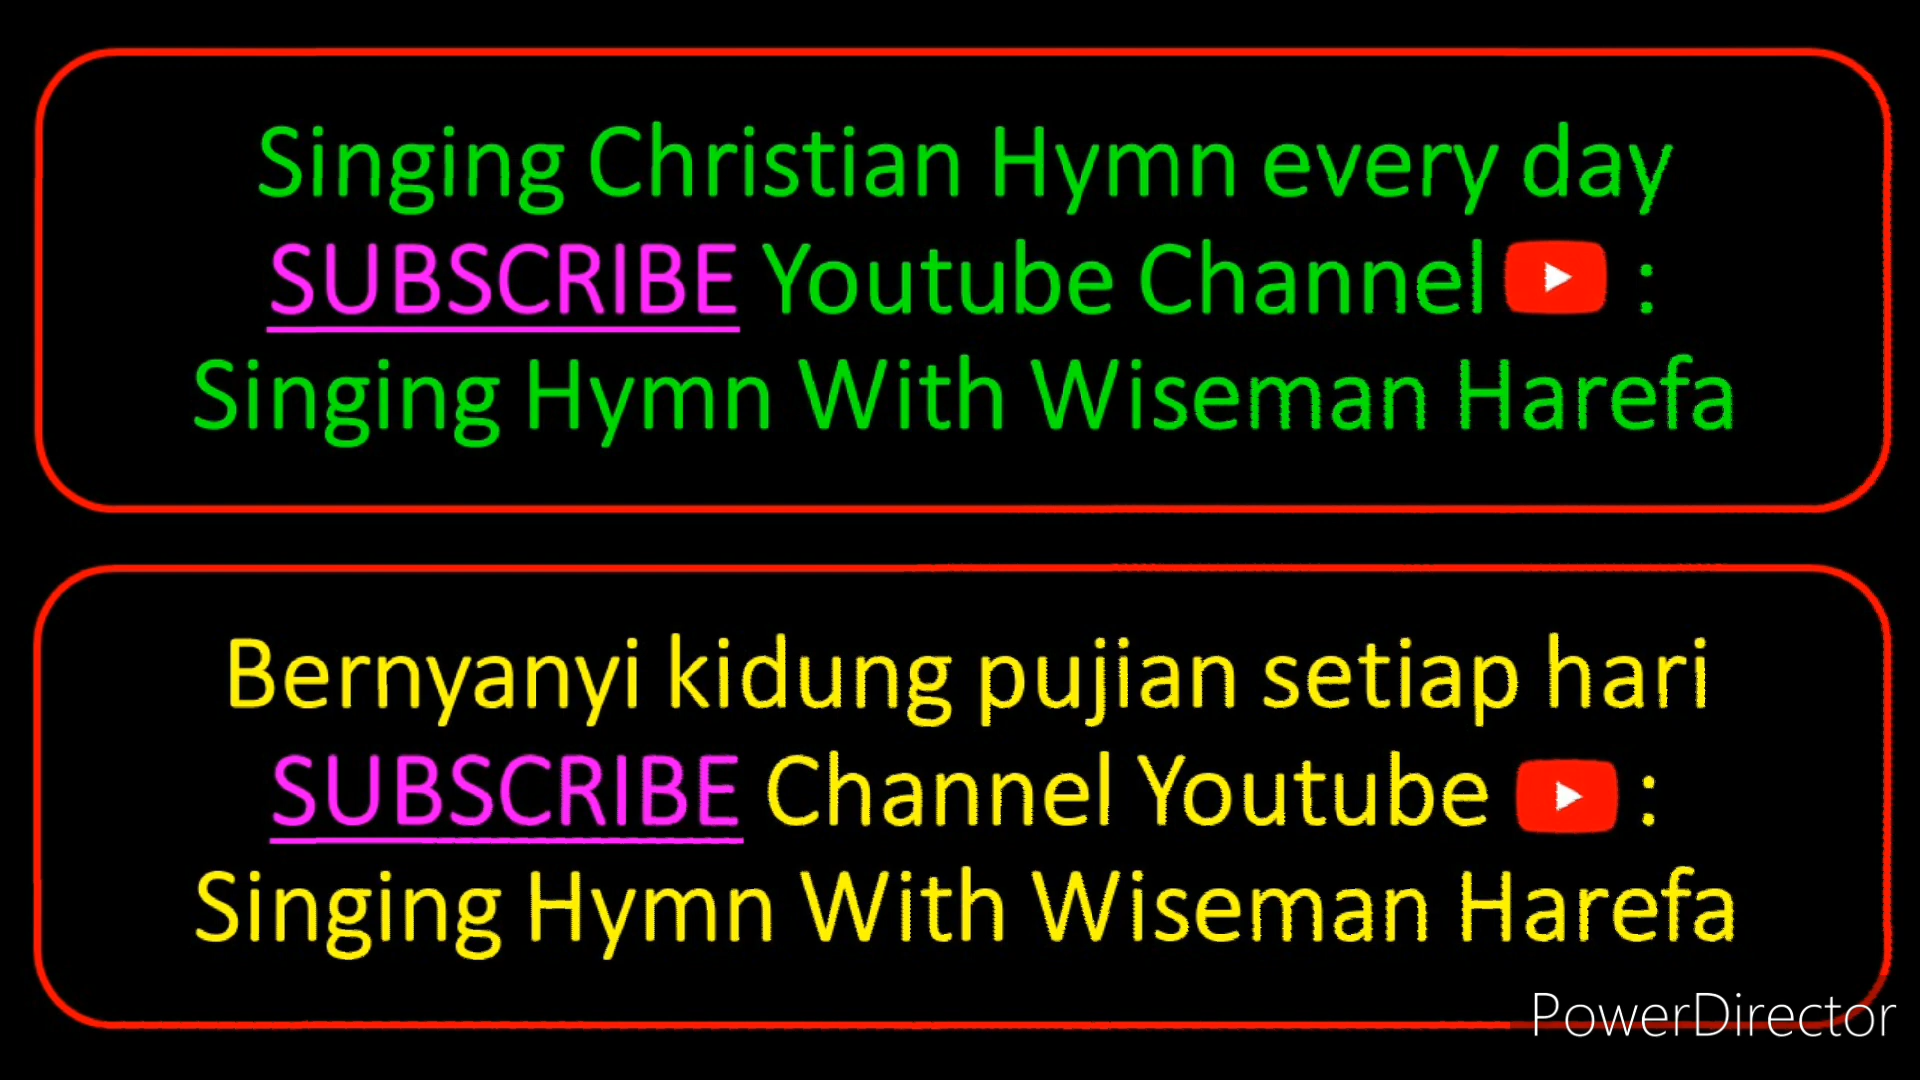 Singing Christian Hymn every day
SUBSCRIBE Youtube Channel :
Singing Hymn With Wiseman Harefa
Bernyanyi kidung pujian setiap hari
SUBSCRIBE Channel Youtube :
Singing Hymn With Wiseman Harefa
PowerDirector